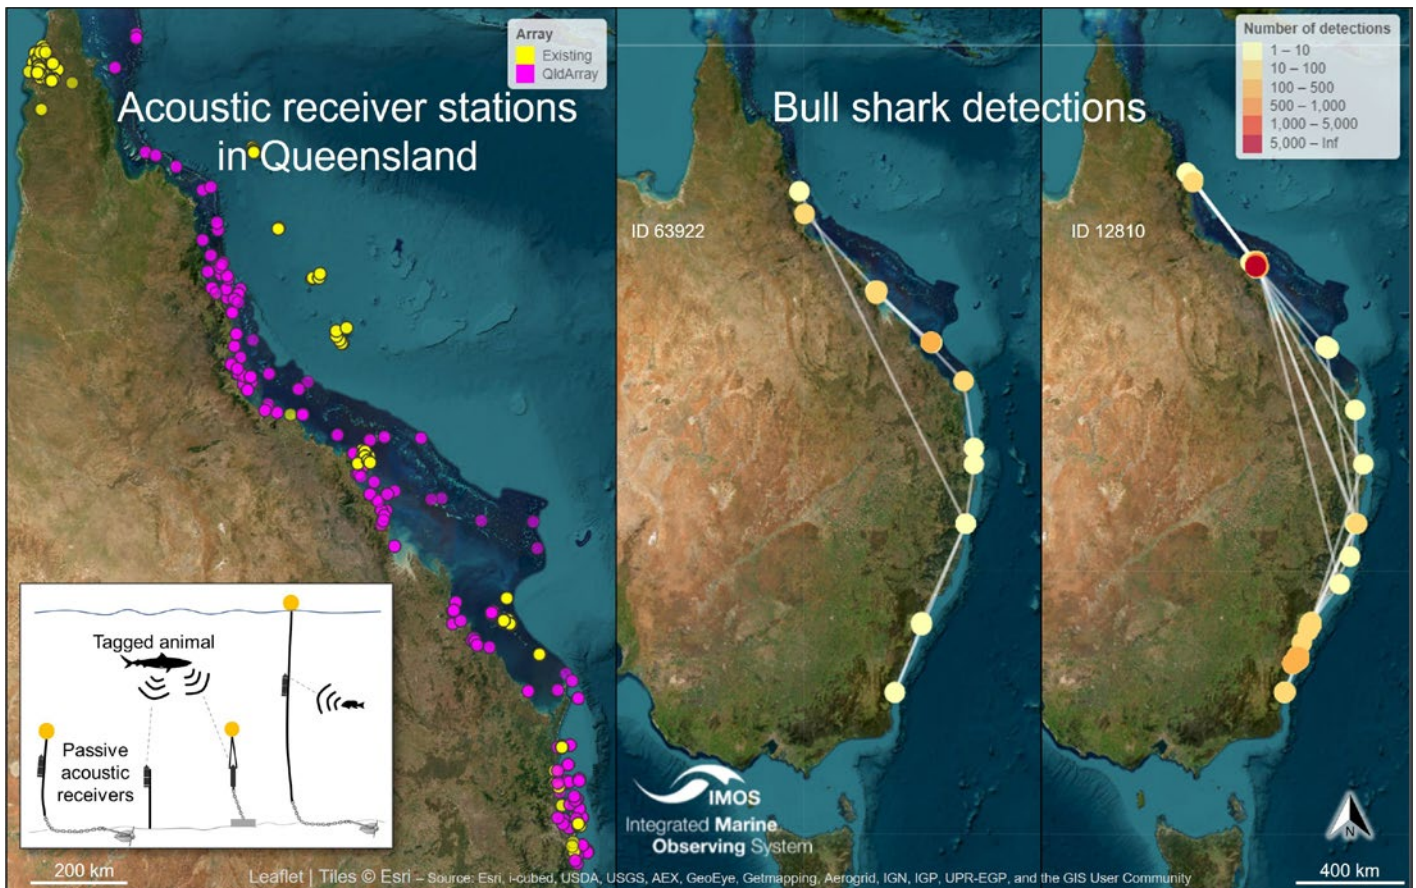 Array
Existing
QldArray
Acoustic receiver stations
in Queensland
Tagged animal
Passive
acoustic
receivers
200 km
Bull shark detections
ID 63922
IMOS
Integrated Marine
Observing System
Number of detections
1 – 10
10 – 100
100 – 500
500 – 1,000
1,000 – 5,000
5,000 – Inf
ID 12810
N
400 km
Leaflet | Tiles © Esri – Source: Esri, i-cubed, USDA, USGS, AEX, GeoEye, Getmapping, Aerogrid, IGN, IGP, UPR-EGP, and the GIS User Community